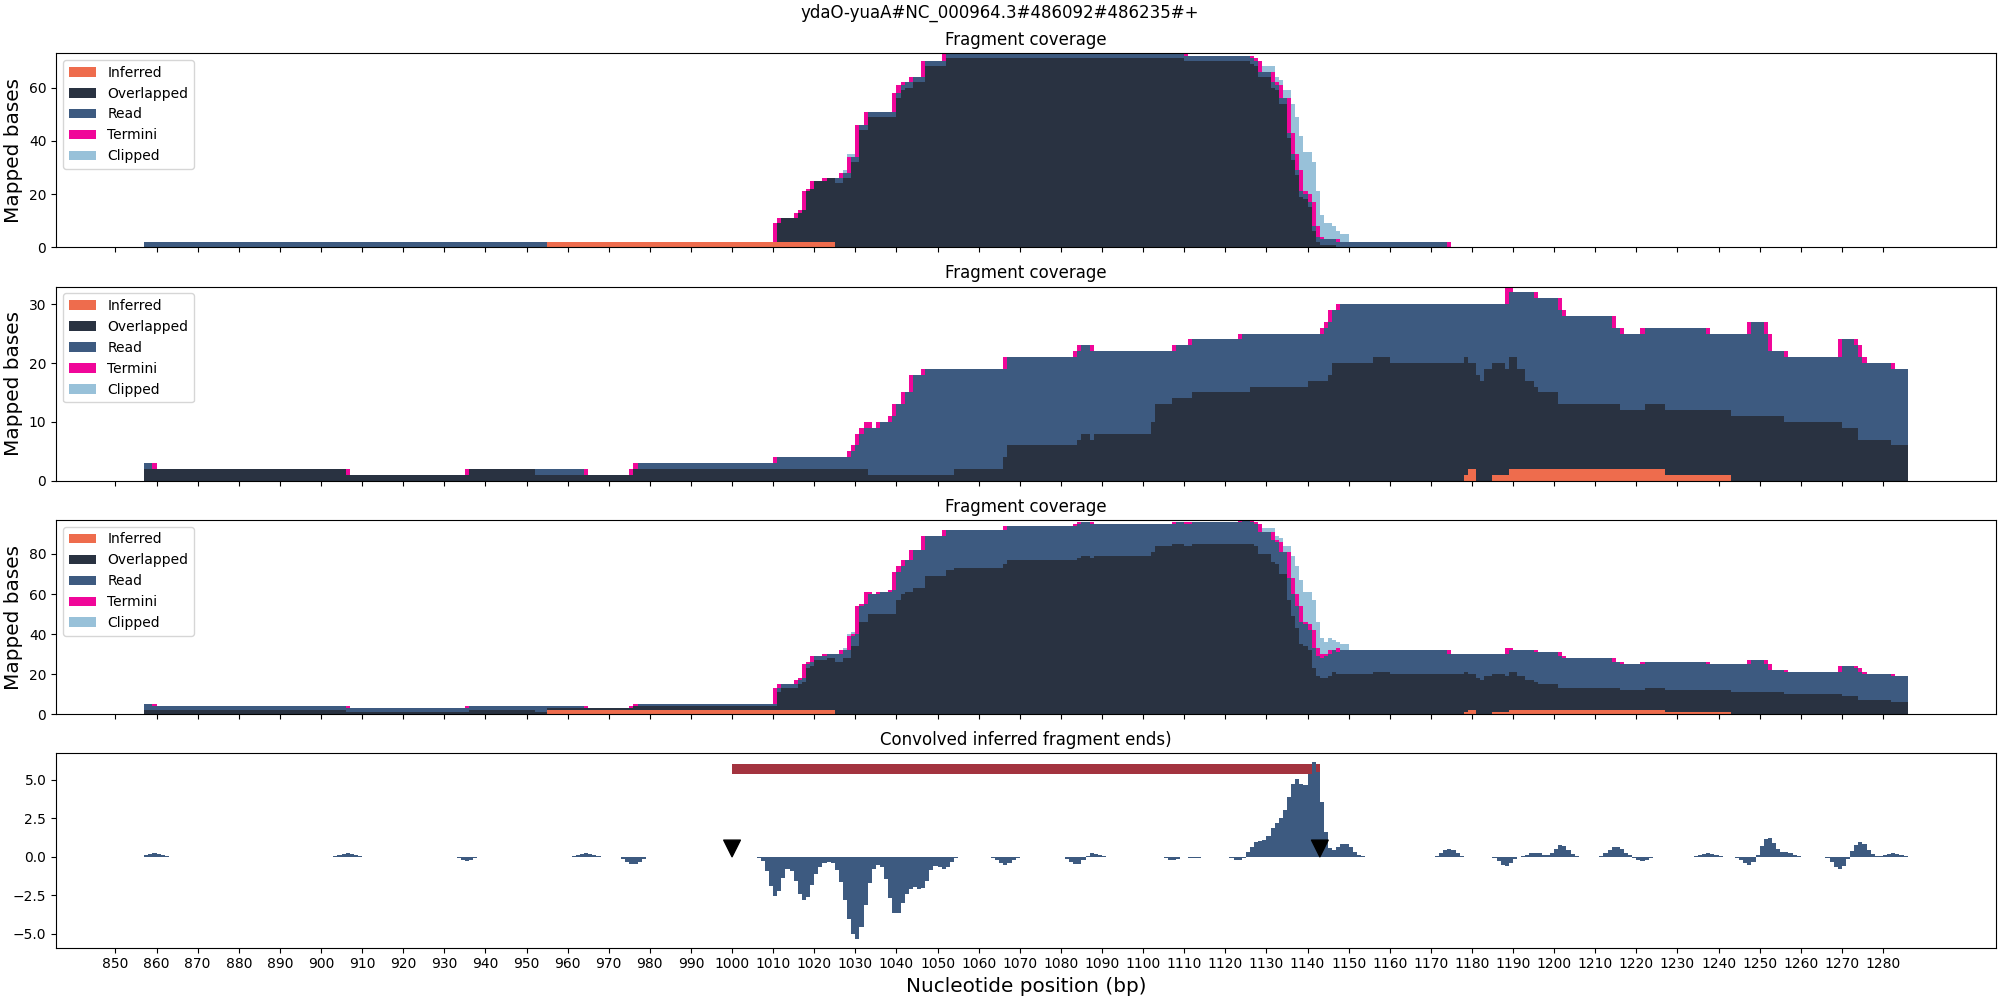 ydaO-yuaA#NC_000964.3#486092#486235#+
Fragment coverage
Mapped bases
60
40
20
0
Inferred
Overlapped
Read
Termini
Clipped
Fragment coverage
Mapped bases
30
20
10
0
Inferred
Overlapped
Read
Termini
Clipped
Fragment coverage
Mapped bases
80
60
40
20
0
Inferred
Overlapped
Read
Termini
Clipped
Convolved inferred fragment ends)
5.0
2.5
0.0
−2.5
−5.0
850 860 870 880 890 900 910 920 930 940 950 960 970 980 990 1000 1010 1020 1030 1040 1050 1060 1070 1080 1090 1100 1110 1120 1130 1140 1150 1160 1170 1180 1190 1200 1210 1220 1230 1240 1250 1260 1270 1280
Nucleotide position (bp)